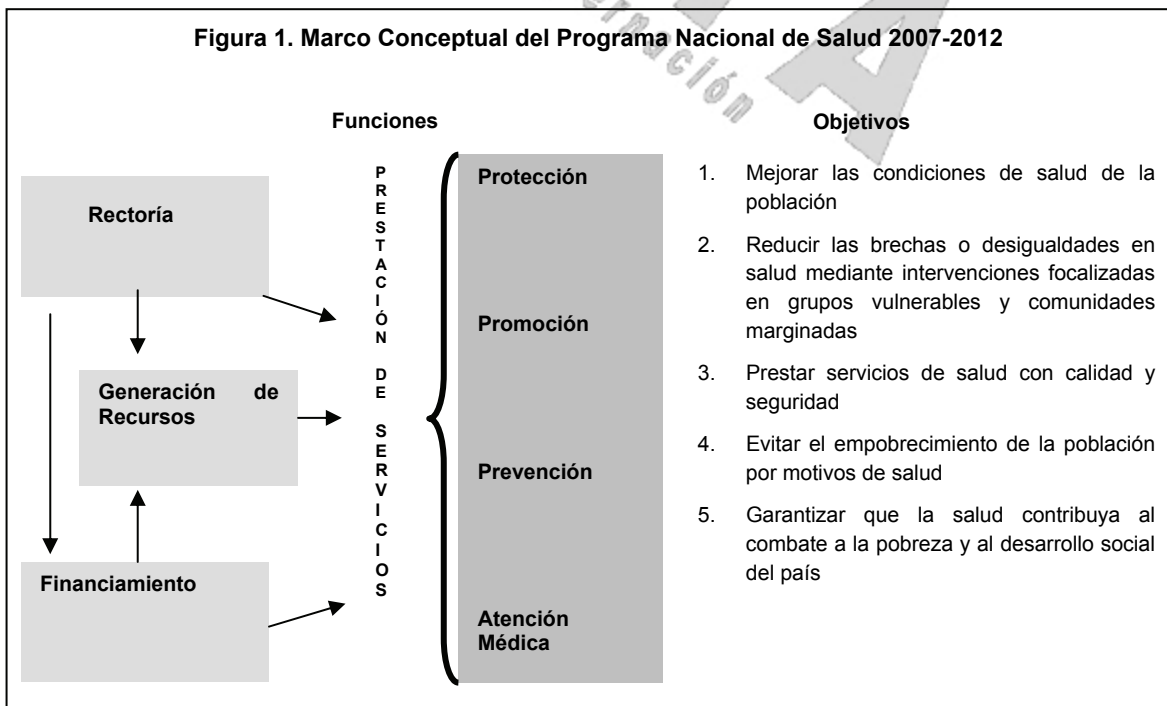 Figura 1. Marco Conceptual del Programa Nacional de Salud 2007-2012
Funciones
Objetivos
Rectoría
Generación de
Recursos
Financiamiento
PRESTACIÓN DE SERVICIOS
Protección
Promoción
Prevención
Atención
Médica
1. Mejorar las condiciones de salud de la
población
2. Reducir las brechas o desigualdades en
salud mediante intervenciones focalizadas
en grupos vulnerables y comunidades
marginadas
3. Prestar servicios de salud con calidad y
seguridad
4. Evitar el empobrecimiento de la población
por motivos de salud
5. Garantizar que la salud contribuya al
combate a la pobreza y al desarrollo social
del país